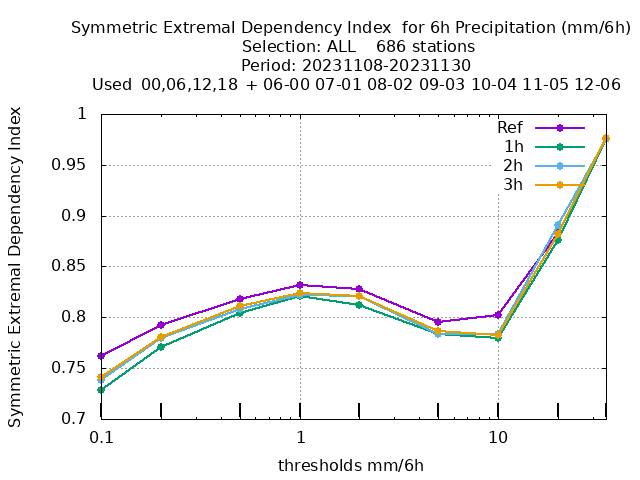 Symmetric Extremal Dependency Index  for 6h Precipitation (mm/6h)
Selection: ALL    686 stations
Period: 20231108-20231130
Used  00,06,12,18  + 06-00 07-01 08-02 09-03 10-04 11-05 12-06
Symmetric Extremal Dependency Index
1
0.95
0.9
0.85
0.8
0.75
0.7
Ref
1h
2h
3h
0.1
1
10
thresholds mm/6h